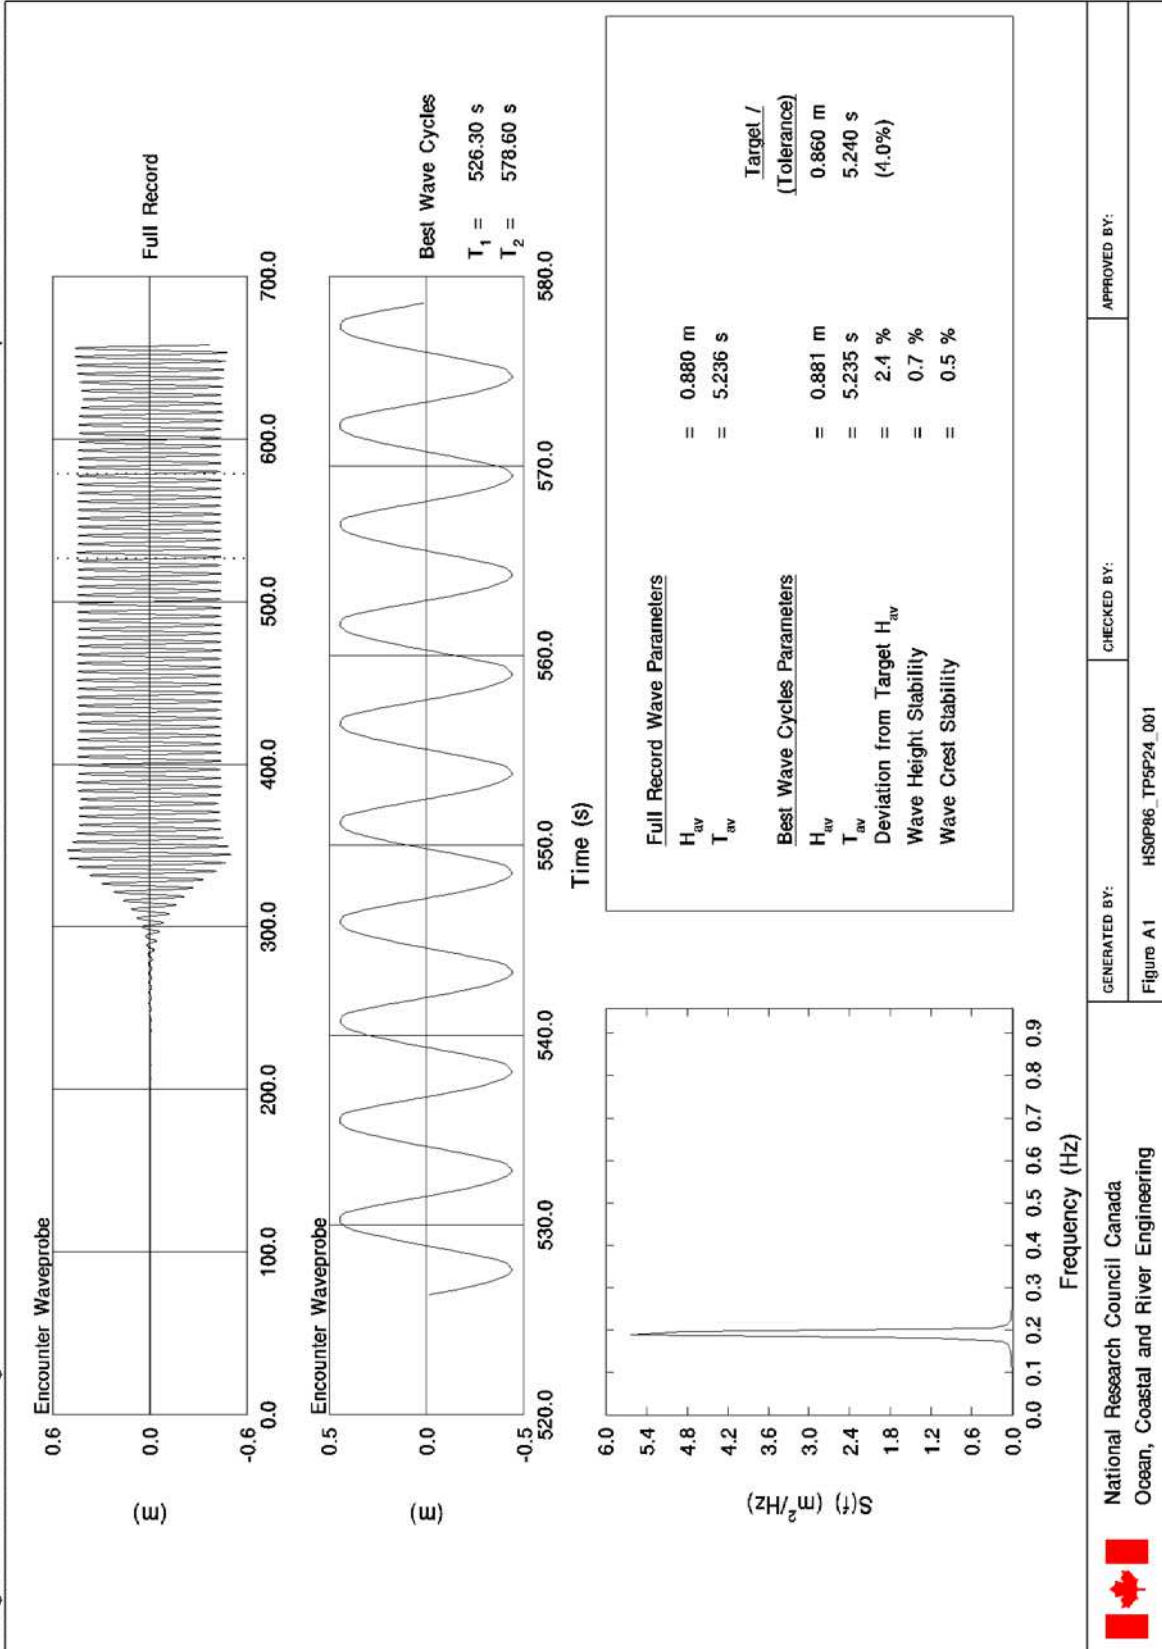 Encounter Waveprobe
0.6
0.0
-0.6
(m)
0.0 100.0 200.0 300.0 400.0 500.0 600.0 700.0
Full Record
Encounter Waveprobe
0.5
0.0
-0.5
(m)
520.0 530.0 540.0 550.0 560.0 570.0 580.0
Time (s)
Best Wave Cycles
T1 = 526.30 s
T2 = 578.60 s
6.0
5.4
4.8
4.2
3.6
3.0
2.4
1.8
1.2
0.6
0.0
S(f) (m²/Hz)
0.0 0.1 0.2 0.3 0.4 0.5 0.6 0.7 0.8 0.9
Frequency (Hz)
Full Record Wave Parameters
Hav = 0.880 m
Tav = 5.236 s
Target /
Best Wave Cycles Parameters (Tolerance)
Hav = 0.881 m 0.860 m
Tav = 5.235 s 5.240 s
Deviation from Target Hav = 2.4 % (4.0%)
Wave Height Stability = 0.7 %
Wave Crest Stability = 0.5 %
National Research Council Canada
Ocean, Coastal and River Engineering
GENERATED BY:
CHECKED BY:
APPROVED BY:
Figure A1 HS0P86_TP5P24_001